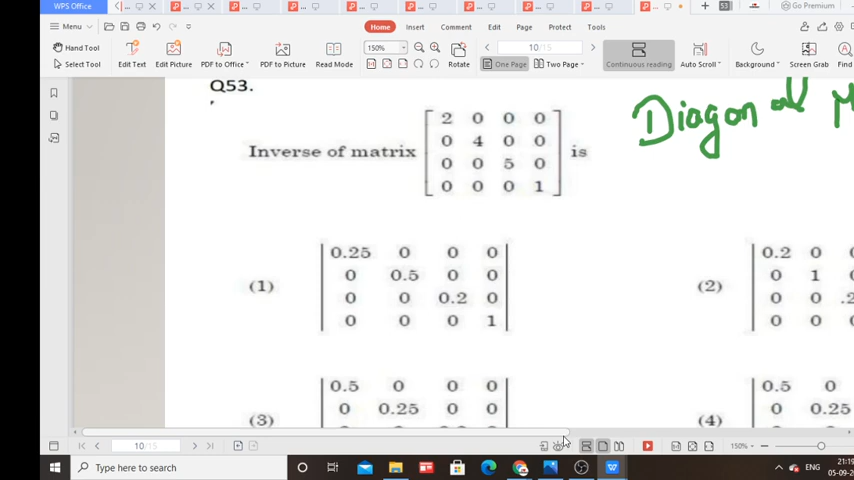 WPS Office
53
Go Premium
Menu
Home
Insert
Comment
Edit
Page
Protect
Tools
Hand Tool
Select Tool
Edit Text
Edit Picture
PDF to Office
PDF to Picture
Read Mode
150%
10/15
Rotate
One Page
Two Page
Continuous reading
Auto Scroll
Background
Screen Grab
Find
Q53.
Diagonal M
Inverse of matrix
2 0 0 0
0 4 0 0
0 0 5 0
0 0 0 1
is
(1)
0.25 0 0 0
0 0.5 0 0
0 0 0.2 0
0 0 0 1
(2)
0.2 0
0 1
0 0 .2
0 0
(3)
0.5 0 0 0
0 0.25 0 0
(4)
0.5 0
0 0.25
10/15
150%
Type here to search
21:19
05-09-2